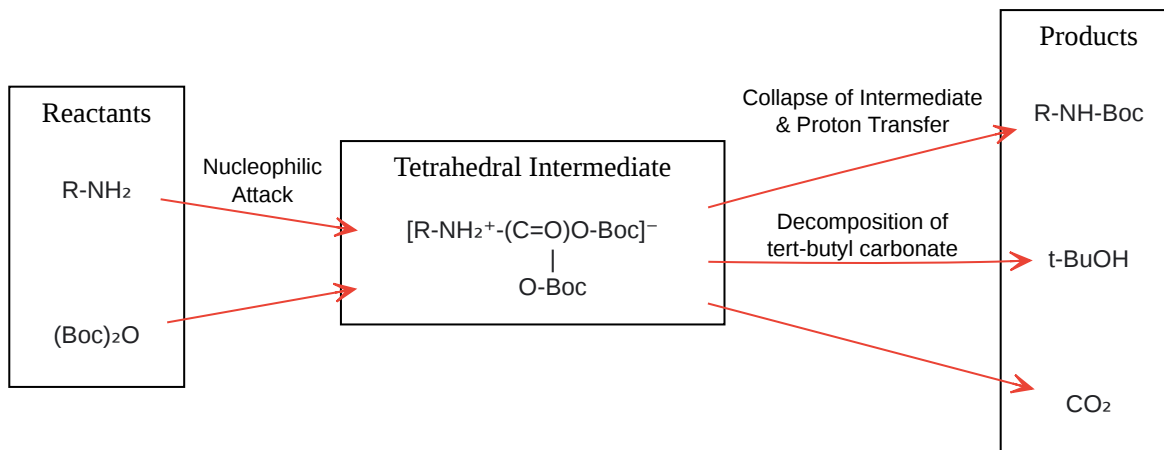 Reactants
R-NH₂
(Boc)₂O
Nucleophilic
Attack
Tetrahedral Intermediate
[R-NH₂⁺-(C=O)O-Boc]⁻
|
O-Boc
Collapse of Intermediate
& Proton Transfer
Decomposition of
tert-butyl carbonate
Products
R-NH-Boc
t-BuOH
CO₂